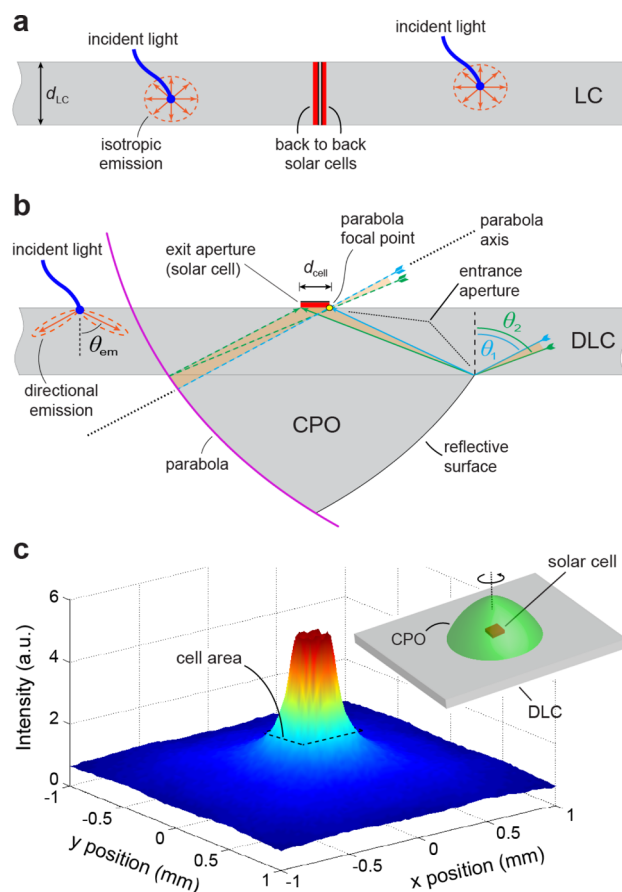 a
incident light
incident light
d_LC
LC
isotropic
emission
back to back
solar cells
b
parabola
focal point
parabola
axis
incident light
exit aperture
(solar cell)
d_cell
entrance
aperture
θ_em
θ_1
θ_2
DLC
directional
emission
CPO
parabola
reflective
surface
c
solar cell
CPO
DLC
cell area
Intensity (a.u.)
6
4
2
0
-1
-0.5
0
0.5
1
y position (mm)
-1
-0.5
0
0.5
1
x position (mm)